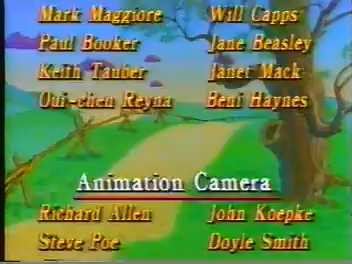 Mark Maggiore Will Capps
Paul Booker Jane Beasley
Keith Tauber Janet Mack
Oui-chen Reyna Beni Haynes
Animation Camera
Richard Allen John Koepke
Steve Poe Doyle Smith